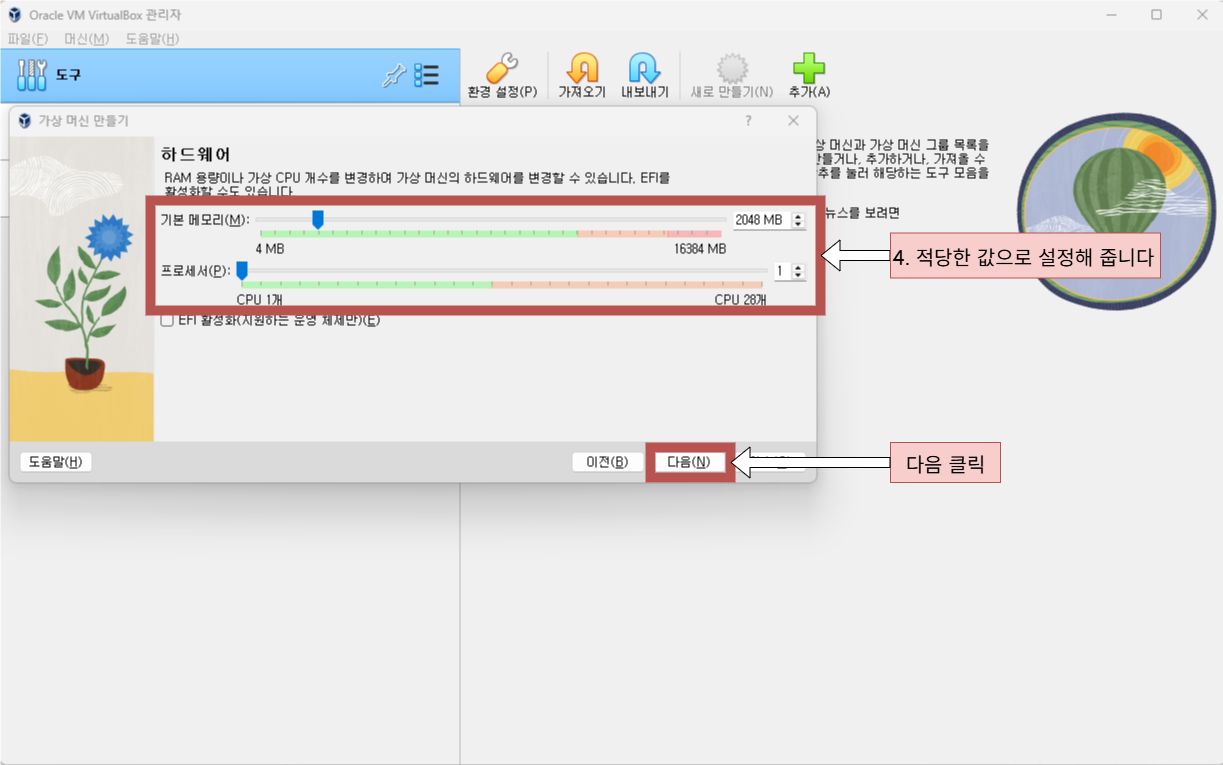 Oracle VM VirtualBox 관리자
파일(F) 머신(M) 도움말(H)
도구
환경 설정(P) 가져오기 내보내기 새로 만들기(N) 추가(A)
가상 머신 만들기 ?
하드웨어
RAM 용량이나 가상 CPU 개수를 변경하여 가상 머신의 하드웨어를 변경할 수 있습니다. EFI를
활성화할 수도 있습니다.
상 머신과 가상 머신 그룹 목록을
만들거나, 추가하거나, 가져올 수
추를 눌러 해당하는 도구 모음을
뉴스를 보려면
기본 메모리(M): 2048 MB
4 MB 16384 MB
프로세서(P): 1
CPU 1개 CPU 28개
4. 적당한 값으로 설정해 줍니다
EFI 활성화(지원하는 운영 체제만)(E)
도움말(H) 이전(B) 다음(N)
다음 클릭